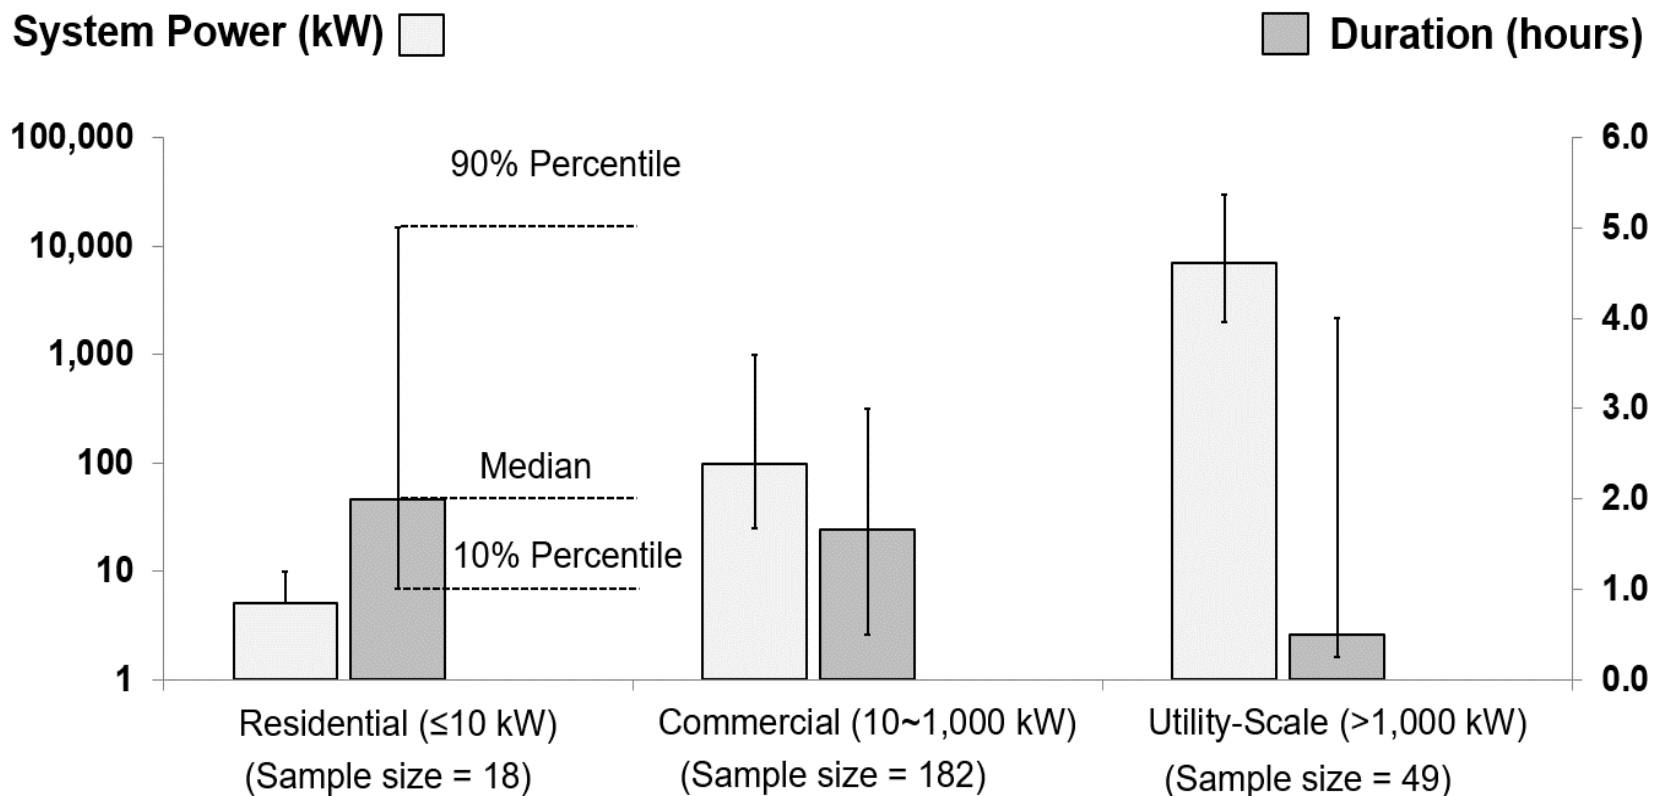 System Power (kW)
Duration (hours)
100,000
10,000
1,000
100
10
1
90% Percentile
Median
10% Percentile
6.0
5.0
4.0
3.0
2.0
1.0
0.0
Residential (≤10 kW)
(Sample size = 18)
Commercial (10~1,000 kW)
(Sample size = 182)
Utility-Scale (>1,000 kW)
(Sample size = 49)